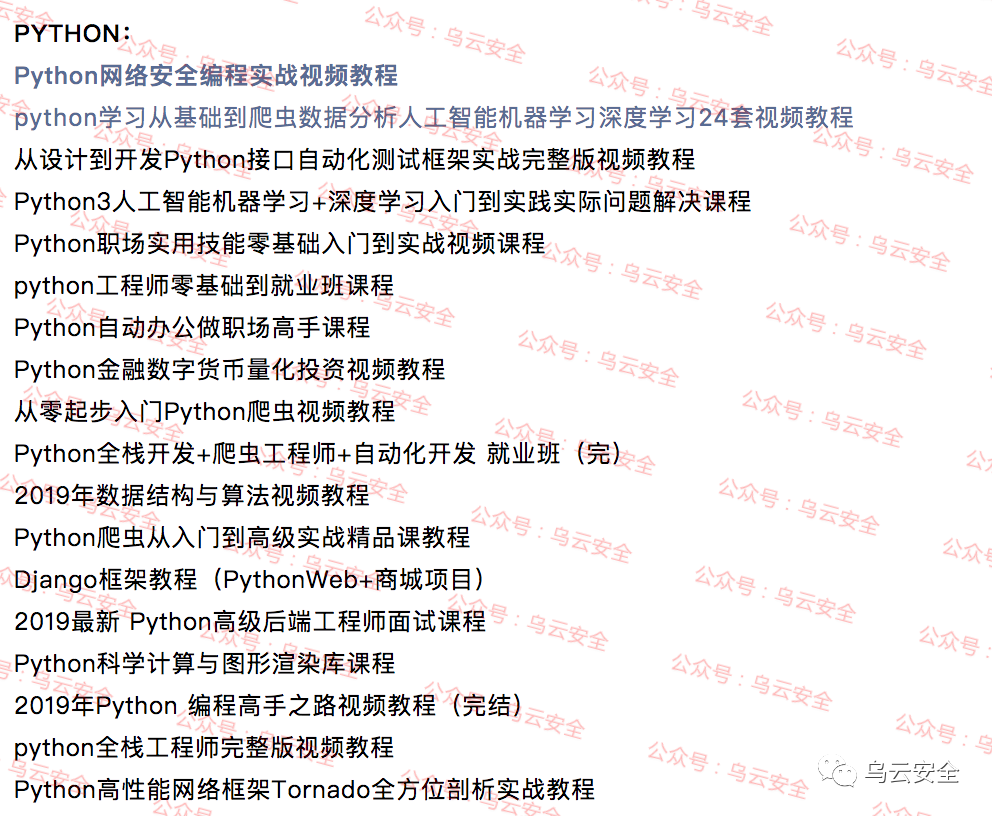 PYTHON：
Python网络安全编程实战视频教程
python学习从基础到爬虫数据分析人工智能机器学习深度学习24套视频教程
从设计到开发Python接口自动化测试框架实战完整版视频教程
Python3人工智能机器学习+深度学习入门到实践实际问题解决课程
Python职场实用技能零基础入门到实战视频课程
python工程师零基础到就业班课程
Python自动办公做职场高手课程
Python金融数字货币量化投资视频教程
从零起步入门Python爬虫视频教程
Python全栈开发+爬虫工程师+自动化开发 就业班（完）
2019年数据结构与算法视频教程
Python爬虫从入门到高级实战精品课教程
Django框架教程（PythonWeb+商城项目）
2019最新 Python高级后端工程师面试课程
Python科学计算与图形渲染库课程
2019年Python 编程高手之路视频教程（完结）
python全栈工程师完整版视频教程
Python高性能网络框架Tornado全方位剖析实战教程
公众号：乌云安全
乌云安全